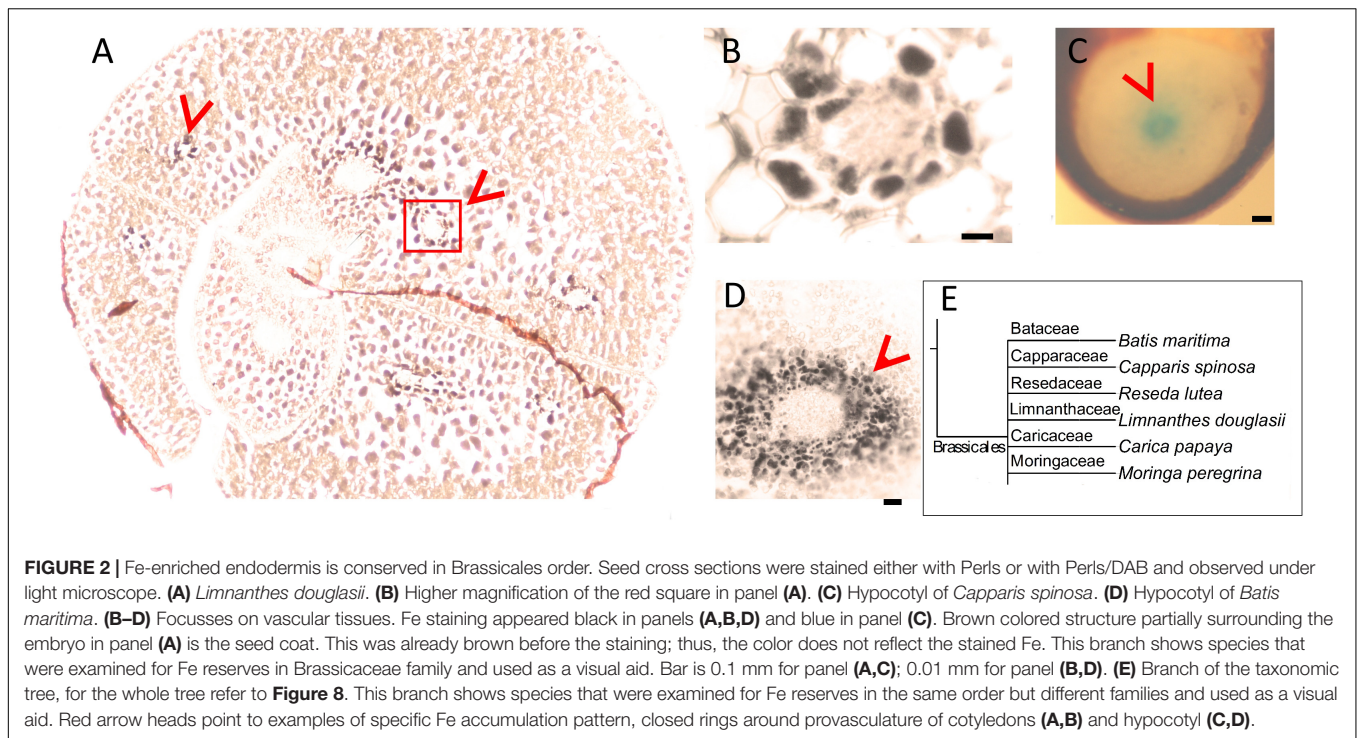 A
B
C
D
E
Bataceae
Batis maritima
Capparaceae
Capparis spinosa
Resedaceae
Reseda lutea
Limnanthaceae
Limnanthes douglasii
Caricaceae
Brassicales
Carica papaya
Moringaceae
Moringa peregrina
FIGURE 2 | Fe-enriched endodermis is conserved in Brassicales order. Seed cross sections were stained either with Perls or with Perls/DAB and observed under
light microscope. (A) Limnanthes douglasii. (B) Higher magnification of the red square in panel (A). (C) Hypocotyl of Capparis spinosa. (D) Hypocotyl of Batis
maritima. (B–D) Focusses on vascular tissues. Fe staining appeared black in panels (A,B,D) and blue in panel (C). Brown colored structure partially surrounding the
embryo in panel (A) is the seed coat. This was already brown before the staining; thus, the color does not reflect the stained Fe. This branch shows species that
were examined for Fe reserves in Brassicaceae family and used as a visual aid. Bar is 0.1 mm for panel (A,C); 0.01 mm for panel (B,D). (E) Branch of the taxonomic
tree, for the whole tree refer to Figure 8. This branch shows species that were examined for Fe reserves in the same order but different families and used as a visual
aid. Red arrow heads point to examples of specific Fe accumulation pattern, closed rings around provasculature of cotyledons (A,B) and hypocotyl (C,D).